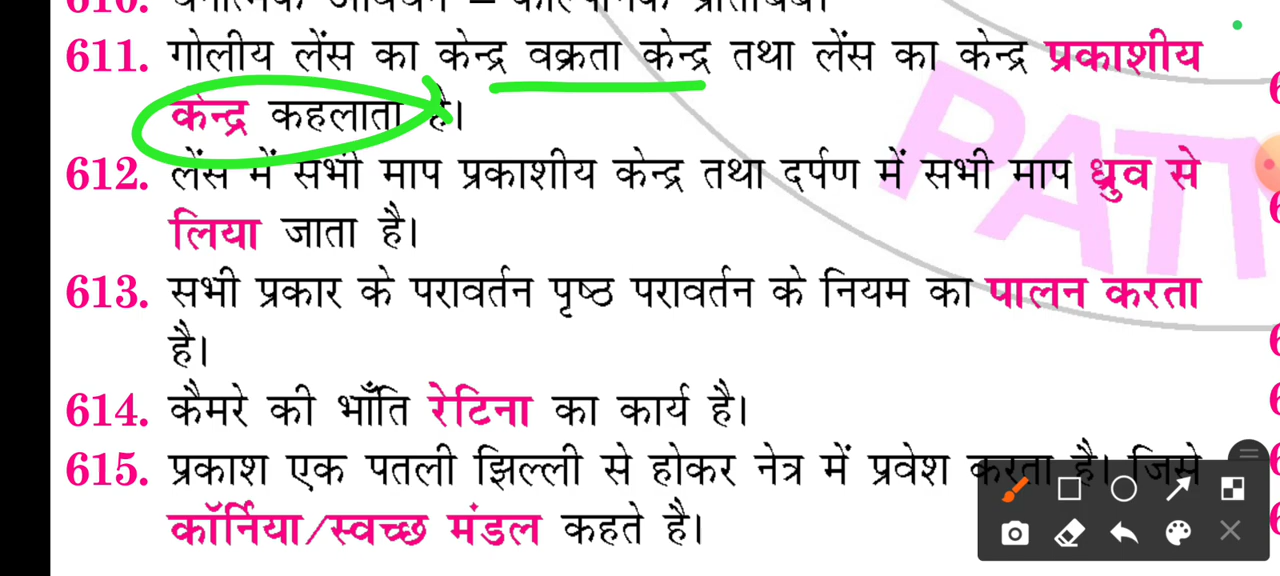 611. गोलीय लेंस का केन्द्र वक्रता केन्द्र तथा लेंस का केन्द्र प्रकाशीय
केन्द्र कहलाता है।
612. लेंस में सभी माप प्रकाशीय केन्द्र तथा दर्पण में सभी माप ध्रुव से
लिया जाता है।
613. सभी प्रकार के परावर्तन पृष्ठ परावर्तन के नियम का पालन करता
है।
614. कैमरे की भाँति रेटिना का कार्य है।
615. प्रकाश एक पतली झिल्ली से होकर नेत्र में प्रवेश करता है। जिसे
कॉर्निया/स्वच्छ मंडल कहते है।